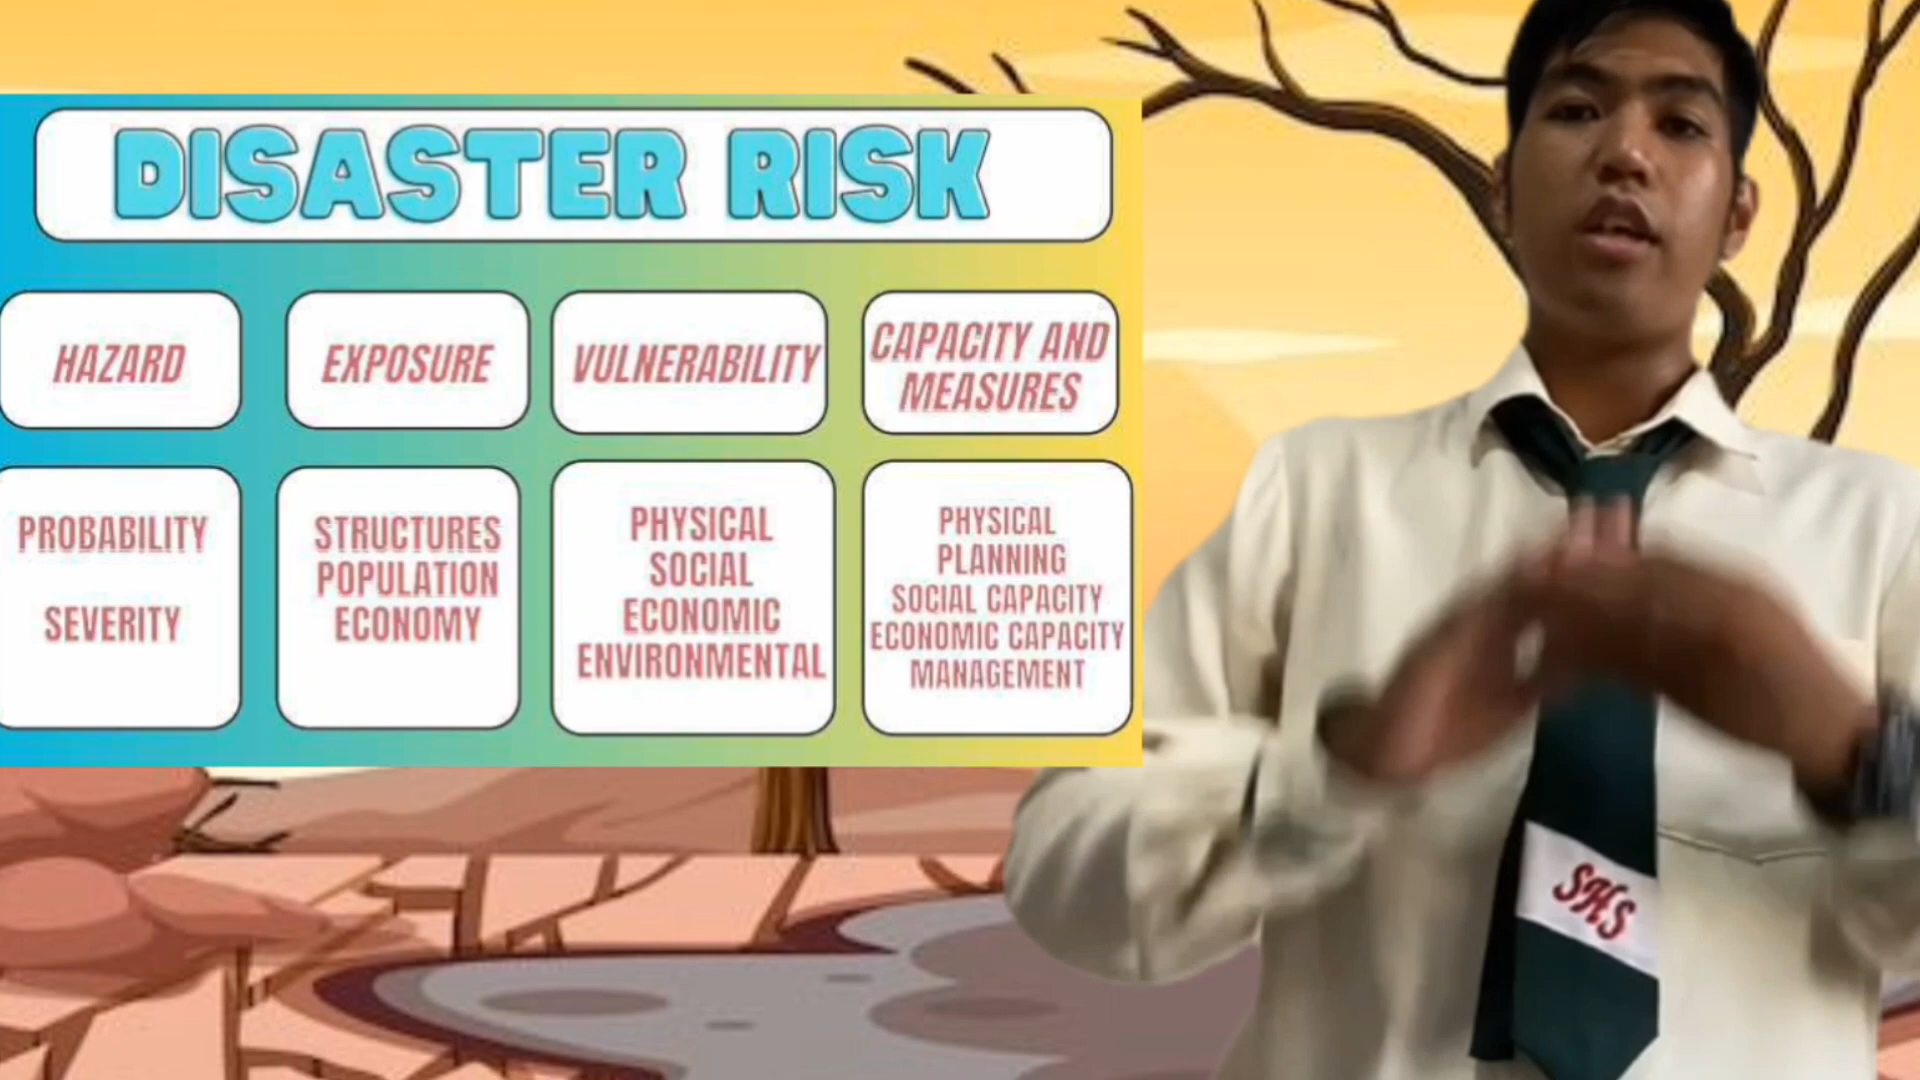 DISASTER RISK
HAZARD
EXPOSURE
VULNERABILITY
CAPACITY AND
MEASURES
PROBABILITY
SEVERITY
STRUCTURES
POPULATION
ECONOMY
PHYSICAL
SOCIAL
ECONOMIC
ENVIRONMENTAL
PHYSICAL
PLANNING
SOCIAL CAPACITY
ECONOMIC CAPACITY
MANAGEMENT
SHS